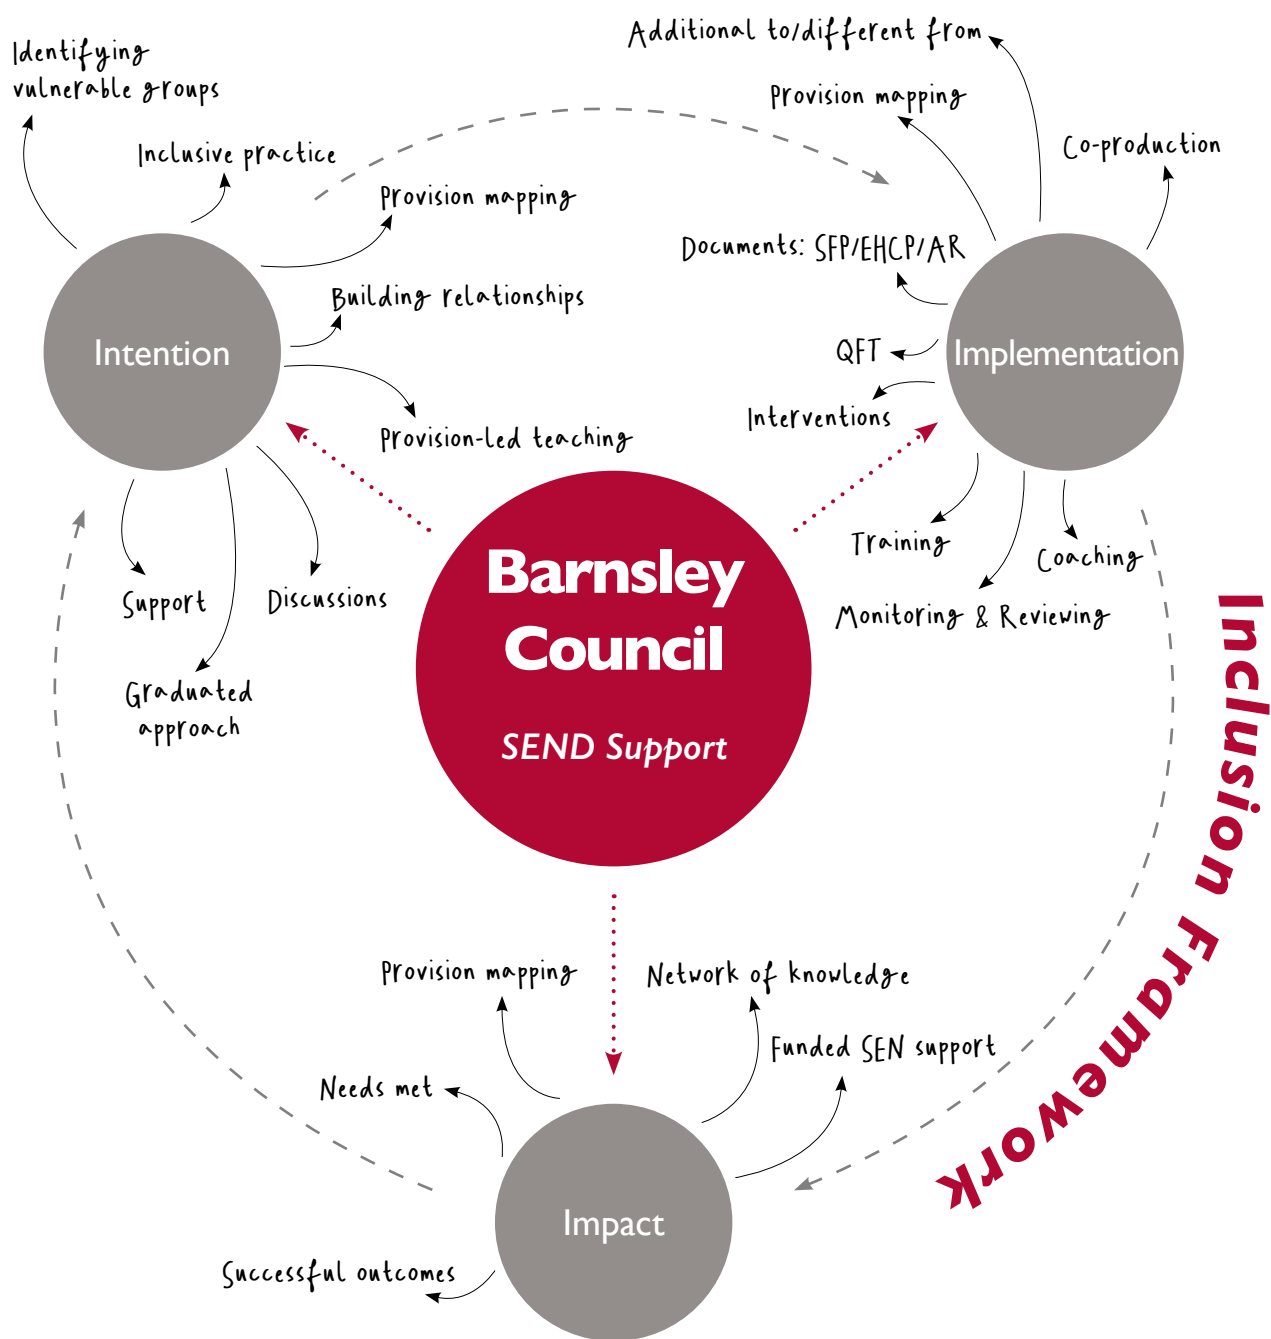 Identifying
vulnerable groups
Inclusive practice
Provision mapping
Building relationships
Provision-led teaching
Intention
Support
Discussions
Graduated
approach
Additional to/different from
Provision mapping
Co-production
Documents: SFP/EHCP/AR
QFT
Implementation
Interventions
Training
Coaching
Monitoring & Reviewing
Barnsley
Council
SEND Support
Inclusion Framework
Provision mapping
Network of knowledge
Funded SEN support
Needs met
Impact
Successful outcomes